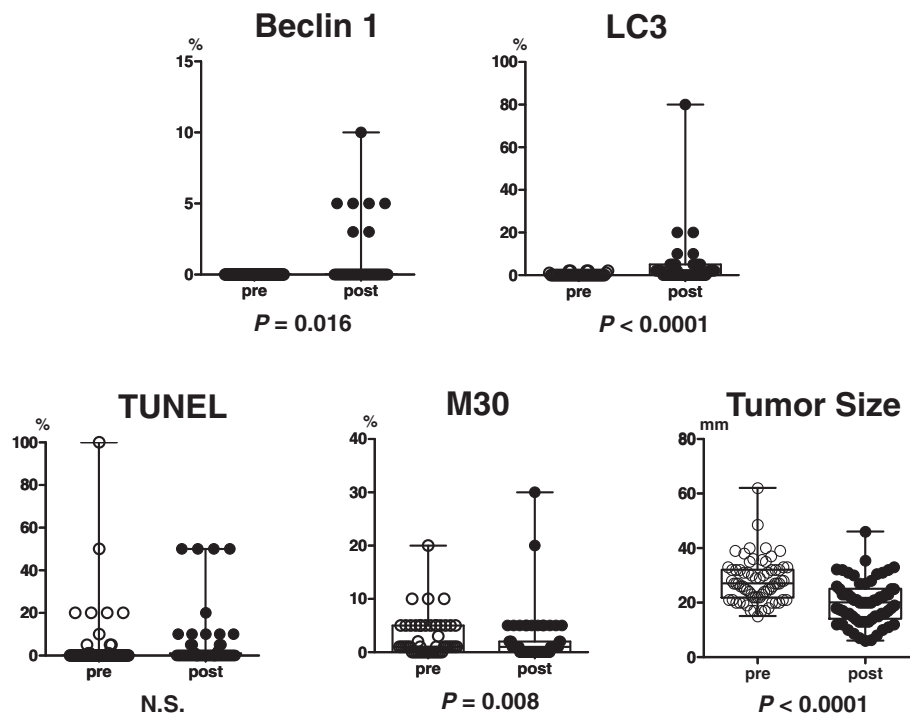 Beclin 1
%
15
10
5
0
pre post
P = 0.016
LC3
%
100
80
60
40
20
0
pre post
P < 0.0001
TUNEL
%
100
80
60
40
20
0
pre post
N.S.
M30
%
40
30
20
10
0
pre post
P = 0.008
Tumor Size
mm
80
60
40
20
0
pre post
P < 0.0001